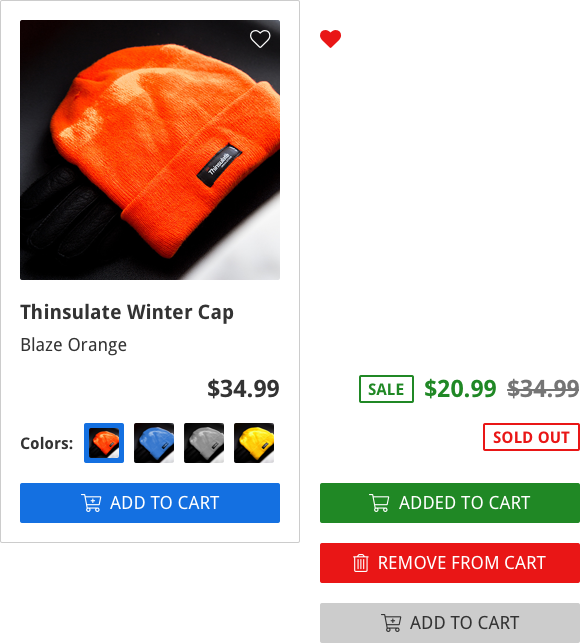 Thinsulate
Thinsulate Winter Cap
Blaze Orange
$34.99
Colors:
ADD TO CART
SALE $20.99 $34.99
SOLD OUT
ADDED TO CART
REMOVE FROM CART
ADD TO CART